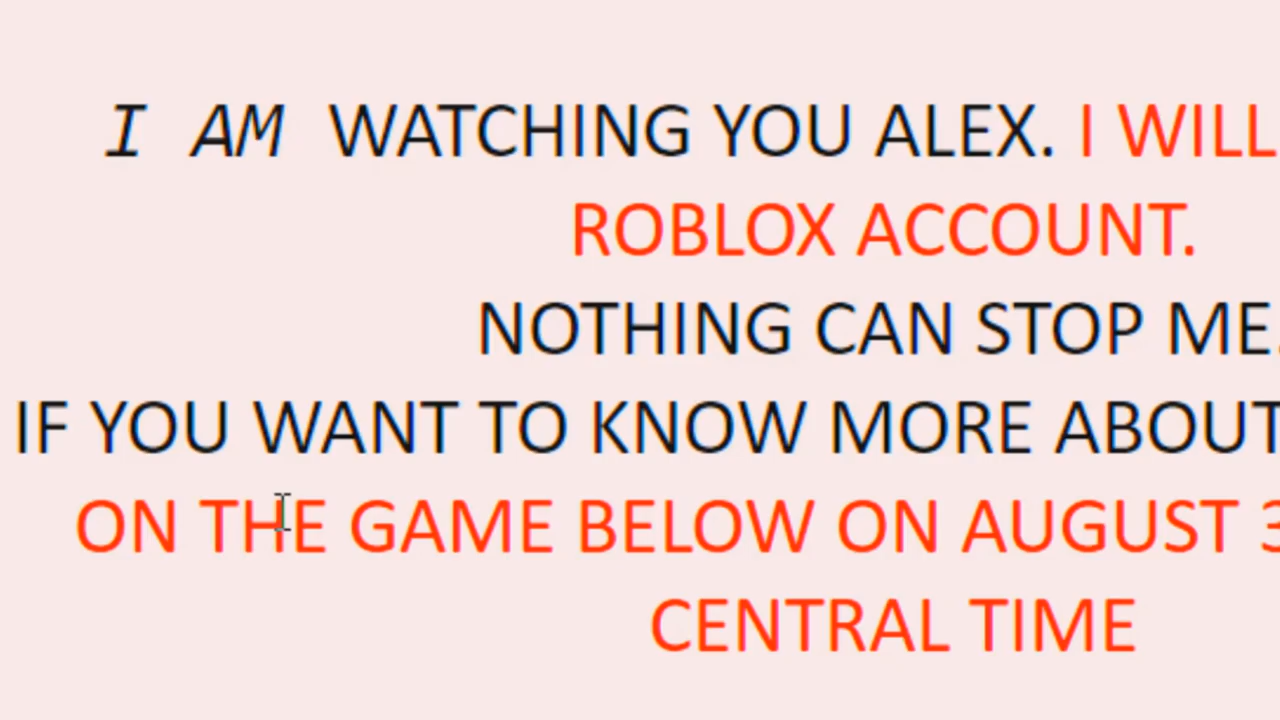 I AM WATCHING YOU ALEX. I WILL
ROBLOX ACCOUNT.
NOTHING CAN STOP ME.
IF YOU WANT TO KNOW MORE ABOUT
ON THE GAME BELOW ON AUGUST 3
CENTRAL TIME